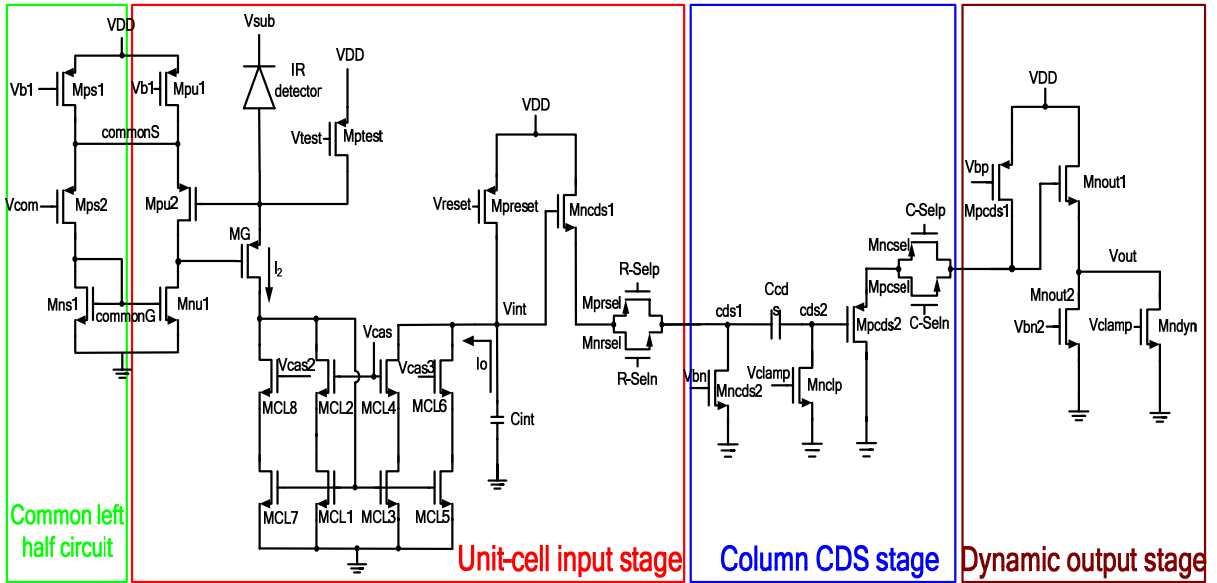 VDD
Vb1
Mps1
Vb1
Mpu1
commonS
Vcom
Mps2
Mpu2
Mns1
commonG
Mnu1
Common left
half circuit
Vsub
IR
detector
VDD
Vtest
Mptest
MG
I2
Vcas
Vcas2
Vcas3
MCL8
MCL2
MCL4
MCL6
MCL7
MCL1
MCL3
MCL5
Io
Cint
Vint
VDD
Vreset
Mpreset
Mncds1
R-Selp
Mprsel
Mnrsel
R-Seln
Unit-cell input stage
cds1
Ccd
s
cds2
Vbn
Mncds2
Vclamp
Mnclp
Mpcds2
C-Selp
Mncsel
Mpcsel
C-Seln
Column CDS stage
VDD
Vbp
Mpcds1
Mnout1
Vout
Mnout2
Vbn2
Vclamp
Mndyn
Dynamic output stage